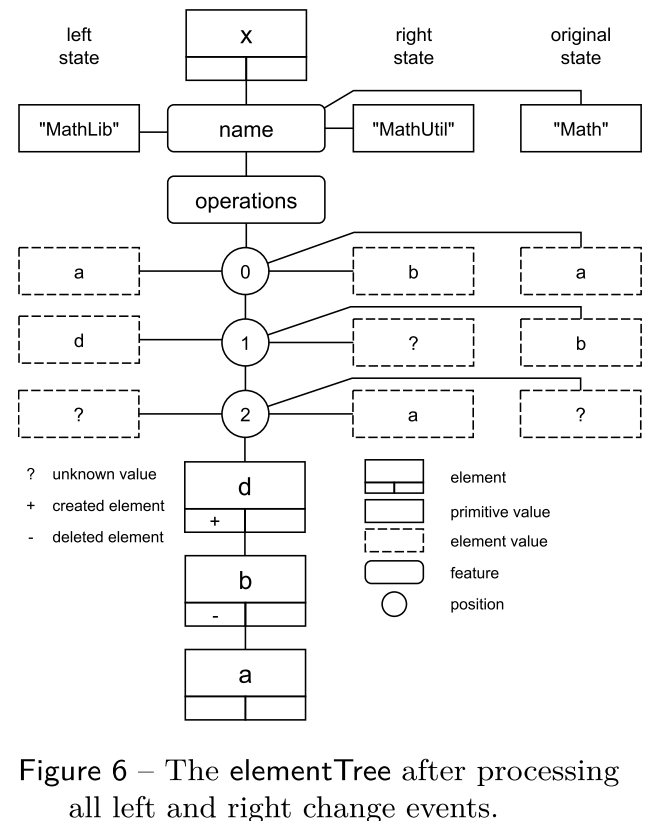 left
state
x
right
state
original
state
"MathLib"
name
"MathUtil"
"Math"
operations
a
0
b
a
d
1
?
b
?
2
a
?
? unknown value
+ created element
- deleted element
d
+
b
-
a
element
primitive value
element value
feature
position
Figure 6 – The elementTree after processing
all left and right change events.